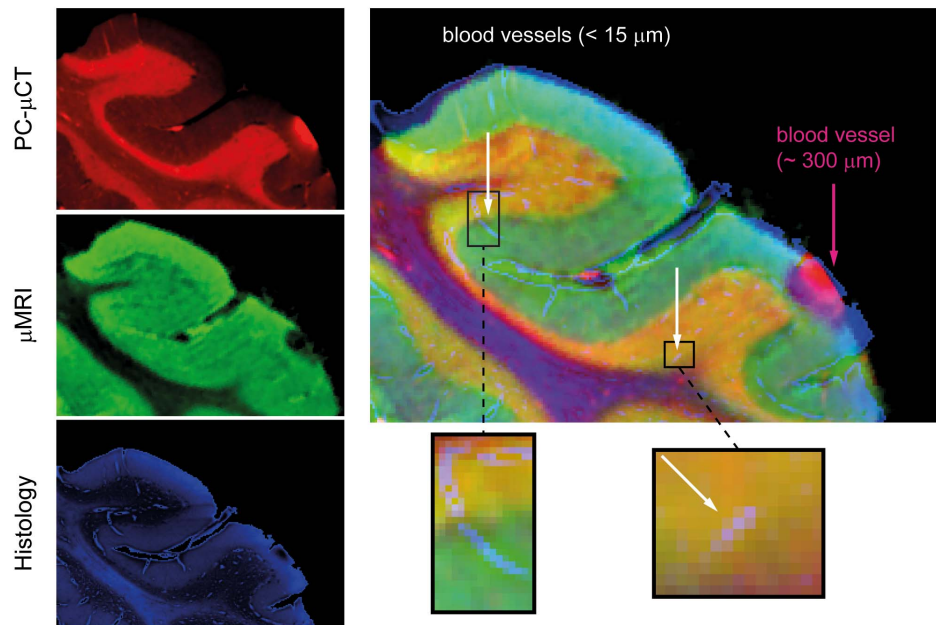 PC-μCT
μMRI
Histology
blood vessels (< 15 μm)
blood vessel
(~ 300 μm)